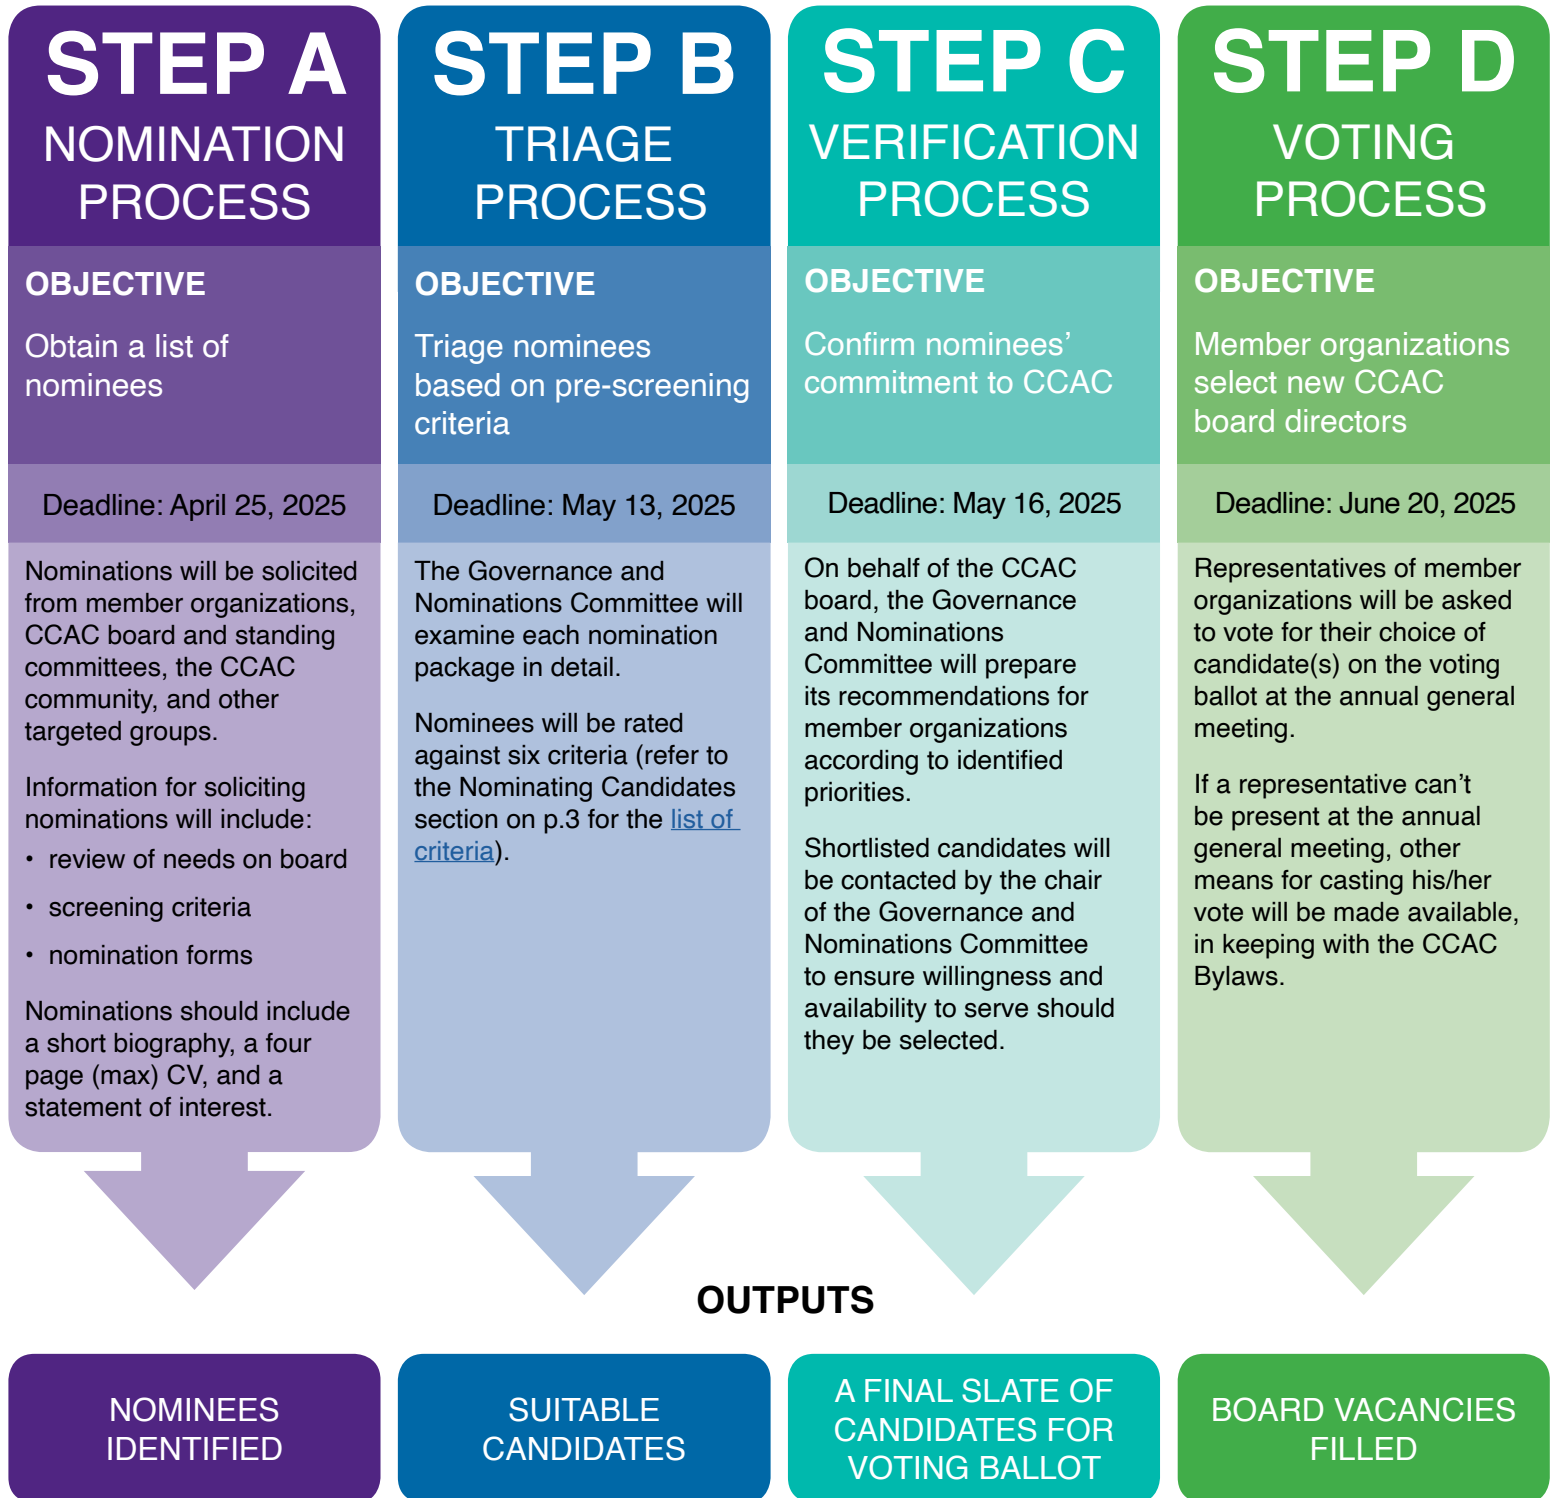 STEP A
NOMINATION
PROCESS
OBJECTIVE
Obtain a list of
nominees
Deadline: April 25, 2025
Nominations will be solicited
from member organizations,
CCAC board and standing
committees, the CCAC
community, and other
targeted groups.
Information for soliciting
nominations will include:
• review of needs on board
• screening criteria
• nomination forms
Nominations should include
a short biography, a four
page (max) CV, and a
statement of interest.
STEP B
TRIAGE
PROCESS
OBJECTIVE
Triage nominees
based on pre-screening
criteria
Deadline: May 13, 2025
The Governance and
Nominations Committee will
examine each nomination
package in detail.
Nominees will be rated
against six criteria (refer to
the Nominating Candidates
section on p.3 for the list of
criteria).
STEP C
VERIFICATION
PROCESS
OBJECTIVE
Confirm nominees’
commitment to CCAC
Deadline: May 16, 2025
On behalf of the CCAC
board, the Governance
and Nominations
Committee will prepare
its recommendations for
member organizations
according to identified
priorities.
Shortlisted candidates will
be contacted by the chair
of the Governance and
Nominations Committee
to ensure willingness and
availability to serve should
they be selected.
STEP D
VOTING
PROCESS
OBJECTIVE
Member organizations
select new CCAC
board directors
Deadline: June 20, 2025
Representatives of member
organizations will be asked
to vote for their choice of
candidate(s) on the voting
ballot at the annual general
meeting.
If a representative can’t
be present at the annual
general meeting, other
means for casting his/her
vote will be made available,
in keeping with the CCAC
Bylaws.
OUTPUTS
NOMINEES
IDENTIFIED
SUITABLE
CANDIDATES
A FINAL SLATE OF
CANDIDATES FOR
VOTING BALLOT
BOARD VACANCIES
FILLED